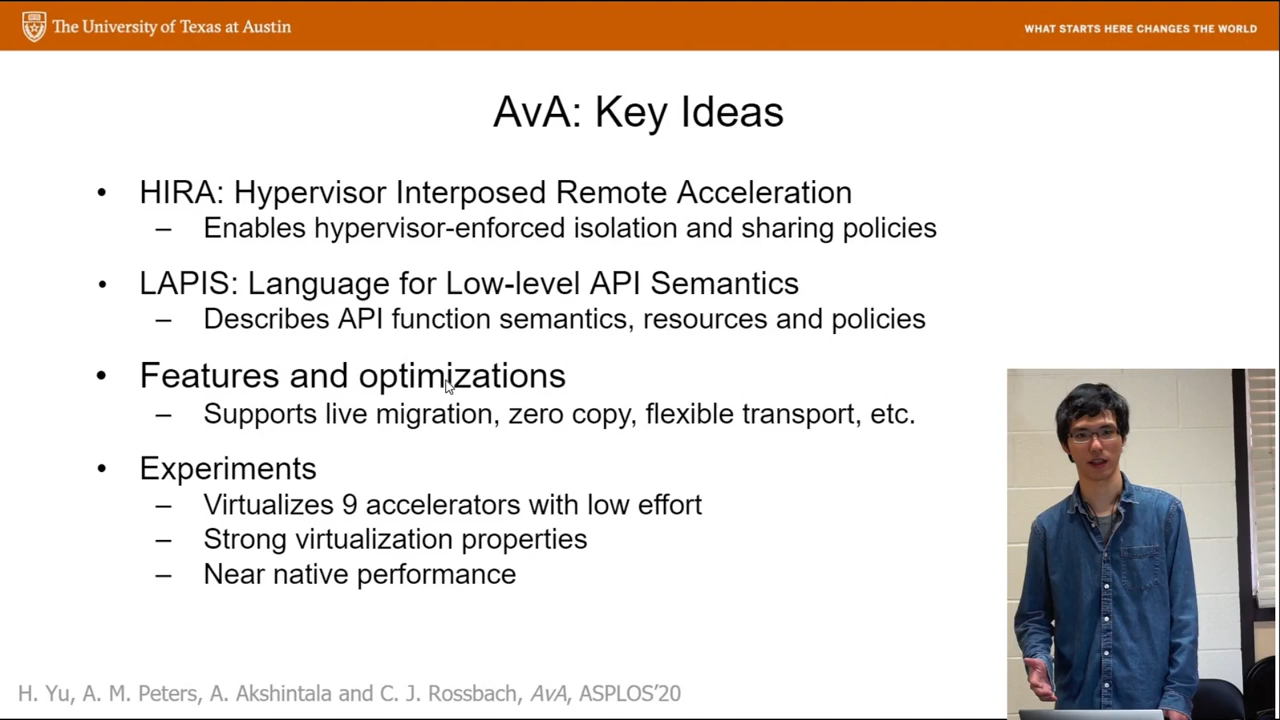 The University of Texas at Austin
WHAT STARTS HERE CHANGES THE WORLD
AvA: Key Ideas
• HIRA: Hypervisor Interposed Remote Acceleration
– Enables hypervisor-enforced isolation and sharing policies
• LAPIS: Language for Low-level API Semantics
– Describes API function semantics, resources and policies
• Features and optimizations
– Supports live migration, zero copy, flexible transport, etc.
• Experiments
– Virtualizes 9 accelerators with low effort
– Strong virtualization properties
– Near native performance
H. Yu, A. M. Peters, A. Akshintala and C. J. Rossbach, AvA, ASPLOS'20